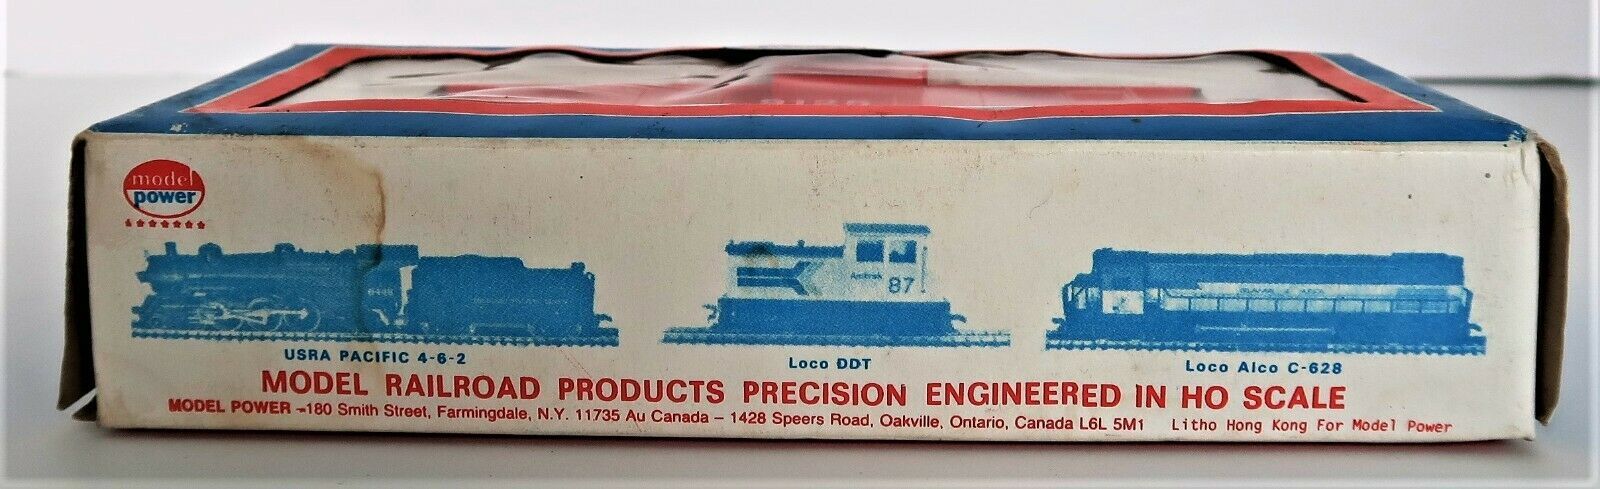 model
power
Amtrak
87
USRA PACIFIC 4-6-2
Loco DDT
Loco Alco C-628
MODEL RAILROAD PRODUCTS PRECISION ENGINEERED IN HO SCALE
MODEL POWER -180 Smith Street, Farmingdale, N.Y. 11735 Au Canada – 1428 Speers Road, Oakville, Ontario, Canada L6L 5M1 Litho Hong Kong For Model Power